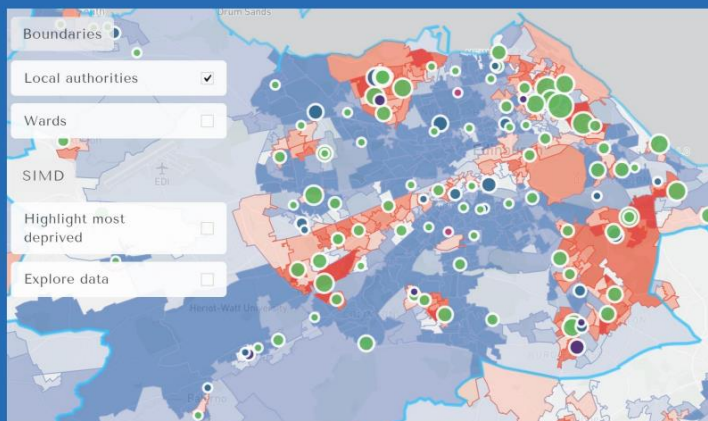 Drum Sands
Boundaries
Local authorities
Wards
EDI
SIMD
Highlight most
deprived
Explore data
Heriot-Watt University